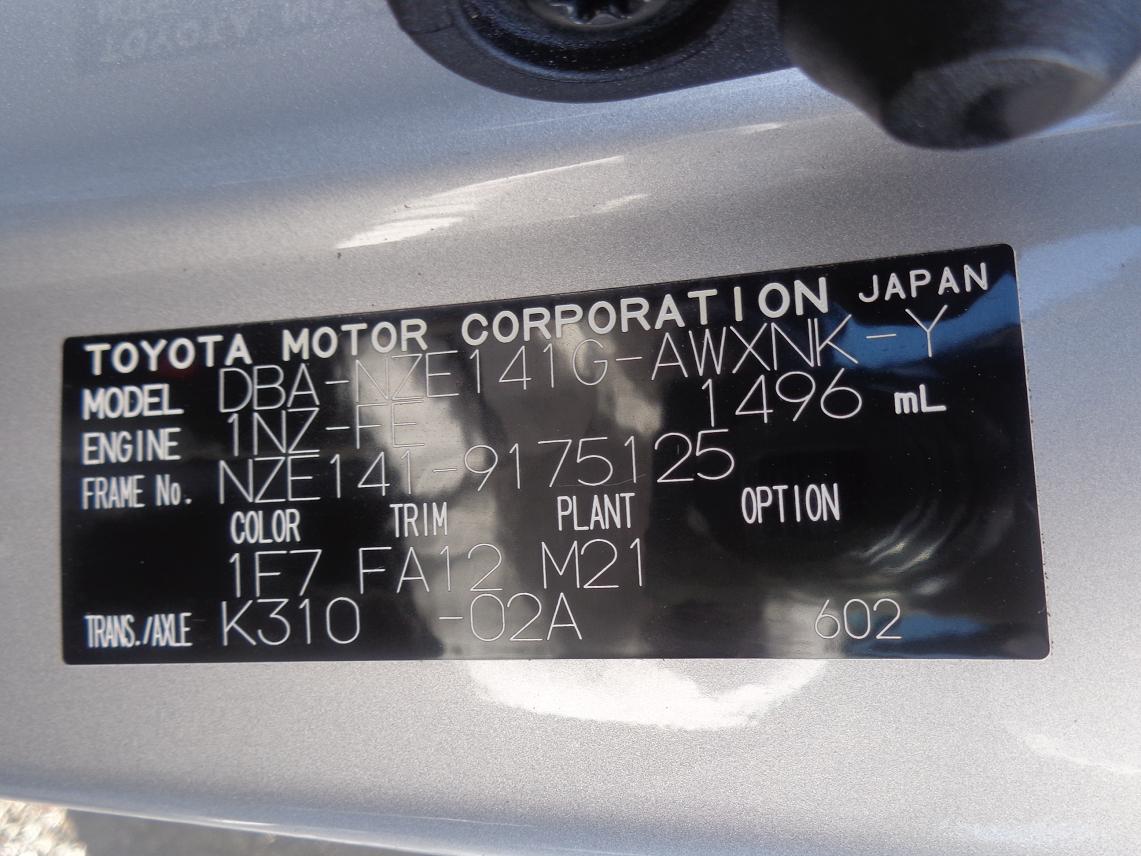 TOYOTA MOTOR CORPORATION JAPAN
MODEL DBA-NZE141G-AWXNK-Y
ENGINE 1NZ-FE 1496 mL
FRAME No. NZE141-9175125
COLOR TRIM PLANT OPTION
1F7 FA12 M21
TRANS./AXLE K310 -02A 602